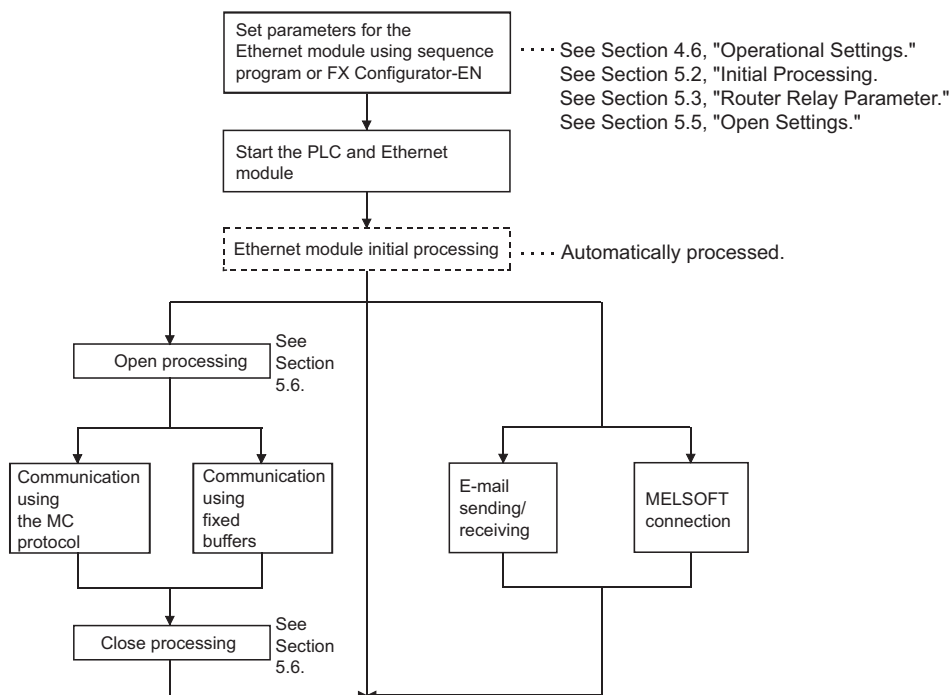 Set parameters for the
Ethernet module using sequence
program or FX Configurator-EN
···· See Section 4.6, "Operational Settings."
See Section 5.2, "Initial Processing.
See Section 5.3, "Router Relay Parameter."
See Section 5.5, "Open Settings."
Start the PLC and Ethernet
module
Ethernet module initial processing
···· Automatically processed.
Open processing
See
Section
5.6.
Communication
using
the MC
protocol
Communication
using
fixed
buffers
E-mail
sending/
receiving
MELSOFT
connection
Close processing
See
Section
5.6.